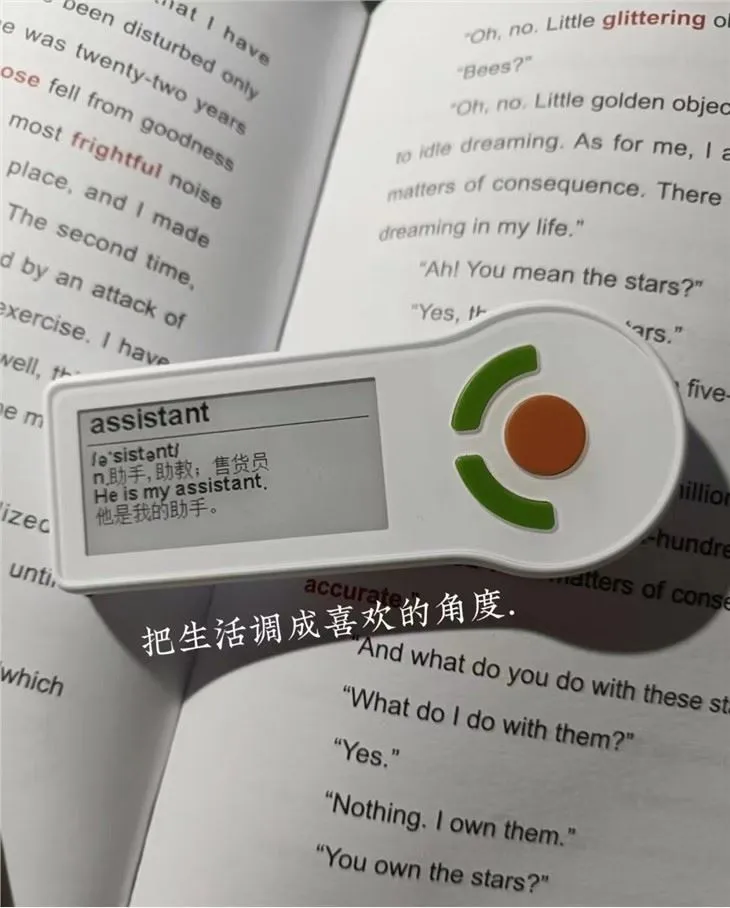 that I have
been disturbed only
e was twenty-two years
ose fell from goodness
most frightful noise
place, and I made
The second time,
d by an attack of
exercise. I have
well,
e m
ized
until
which
"Oh, no. Little glittering
"Bees?"
"Oh, no. Little golden objec
to idle dreaming. As for me, I a
matters of consequence. There
dreaming in my life."
"Ah! You mean the stars?"
"Yes, th
ars."
five-
illion
-hundre
matters of conse
accurate."
"And what do you do with these st
"What do I do with them?"
"Yes."
"Nothing. I own them."
"You own the stars?"
assistant
/ə'sistənt/
n.助手,助教；售货员
He is my assistant.
他是我的助手。
把生活调成喜欢的角度.